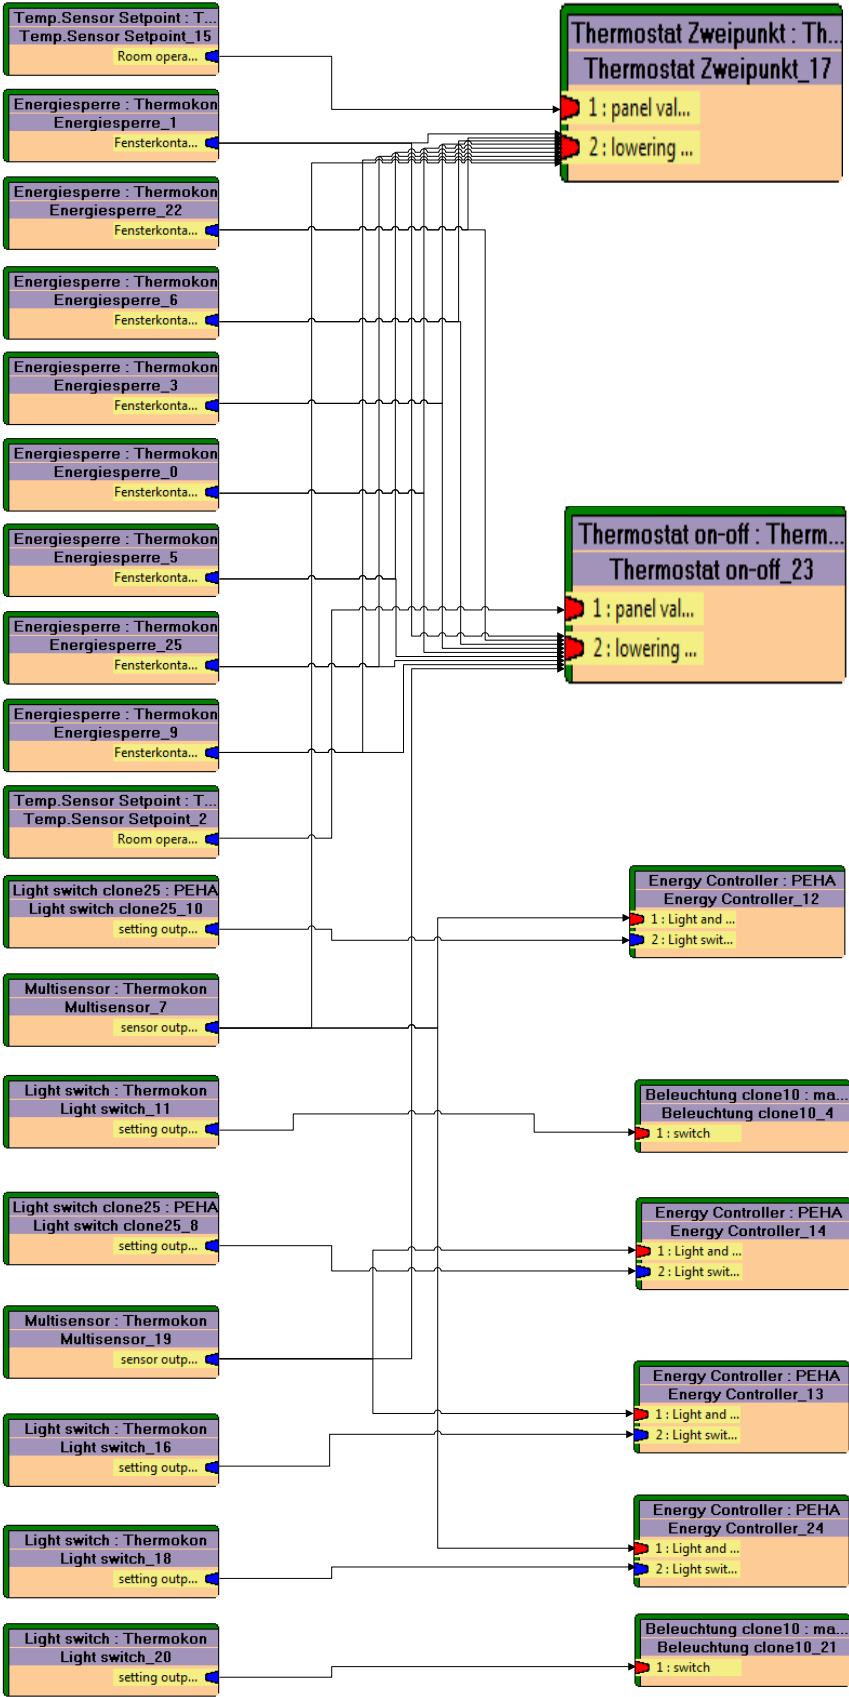 Temp.Sensor Setpoint : T...
Temp.Sensor Setpoint_15
Room opera...
Energiesperre : Thermokon
Energiesperre_1
Fensterkonta...
Energiesperre : Thermokon
Energiesperre_22
Fensterkonta...
Energiesperre : Thermokon
Energiesperre_6
Fensterkonta...
Energiesperre : Thermokon
Energiesperre_3
Fensterkonta...
Energiesperre : Thermokon
Energiesperre_0
Fensterkonta...
Energiesperre : Thermokon
Energiesperre_5
Fensterkonta...
Energiesperre : Thermokon
Energiesperre_25
Fensterkonta...
Energiesperre : Thermokon
Energiesperre_9
Fensterkonta...
Temp.Sensor Setpoint : T...
Temp.Sensor Setpoint_2
Room opera...
Light switch clone25 : PEHA
Light switch clone25_10
setting outp...
Multisensor : Thermokon
Multisensor_7
sensor outp...
Light switch : Thermokon
Light switch_11
setting outp...
Light switch clone25 : PEHA
Light switch clone25_8
setting outp...
Multisensor : Thermokon
Multisensor_19
sensor outp...
Light switch : Thermokon
Light switch_16
setting outp...
Light switch : Thermokon
Light switch_18
setting outp...
Light switch : Thermokon
Light switch_20
setting outp...
Thermostat Zweipunkt : Th...
Thermostat Zweipunkt_17
1 : panel val...
2 : lowering ...
Thermostat on-off : Therm...
Thermostat on-off_23
1 : panel val...
2 : lowering ...
Energy Controller : PEHA
Energy Controller_12
1 : Light and ...
2 : Light swit...
Beleuchtung clone10 : ma...
Beleuchtung clone10_4
1 : switch
Energy Controller : PEHA
Energy Controller_14
1 : Light and ...
2 : Light swit...
Energy Controller : PEHA
Energy Controller_13
1 : Light and ...
2 : Light swit...
Energy Controller : PEHA
Energy Controller_24
1 : Light and ...
2 : Light swit...
Beleuchtung clone10 : ma...
Beleuchtung clone10_21
1 : switch